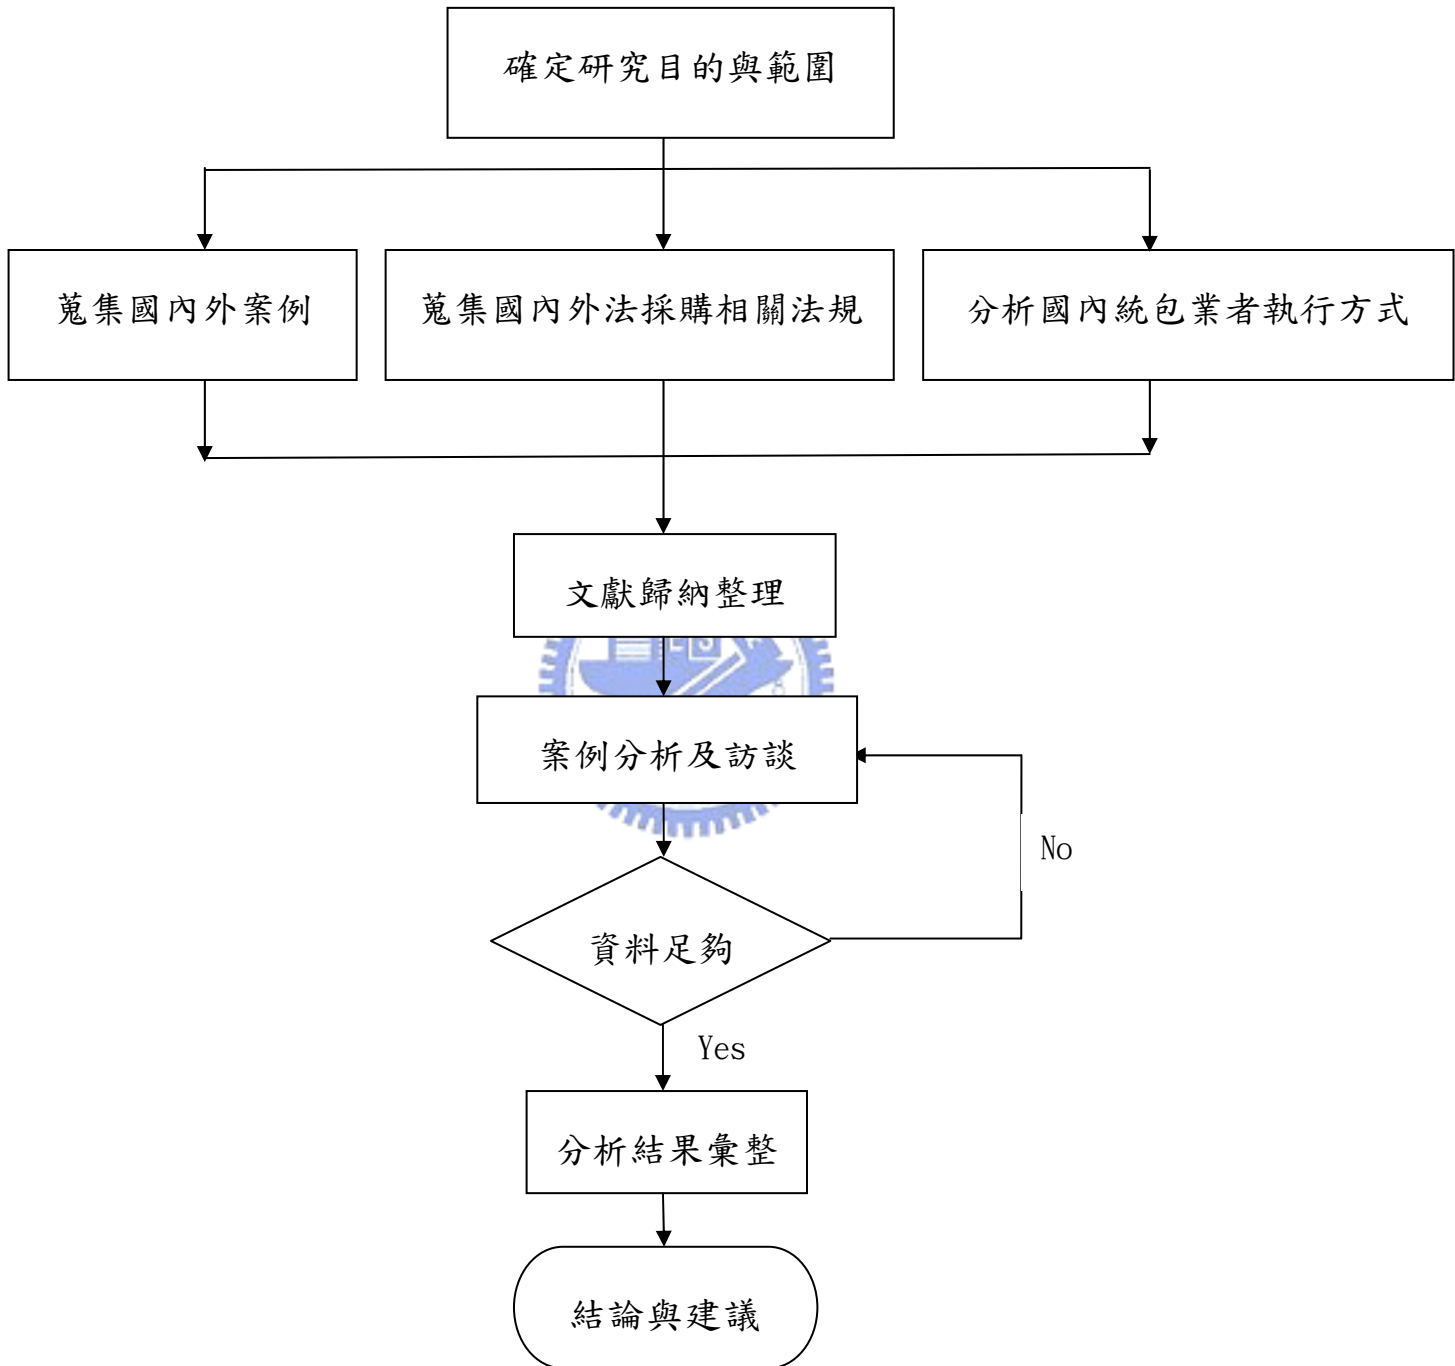 確定研究目的與範圍
蒐集國內外案例
蒐集國內外法採購相關法規
分析國內統包業者執行方式
文獻歸納整理
案例分析及訪談
No
資料足夠
Yes
分析結果彙整
結論與建議